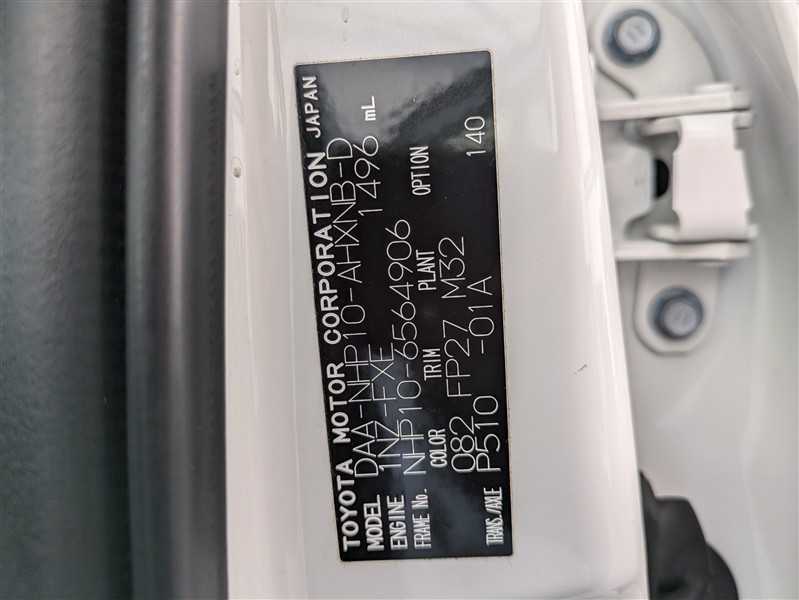 TOYOTA MOTOR CORPORATION JAPAN
MODEL DAA-NHP10-AHXNB-D
ENGINE 1NZ-FXE 1496 mL
FRAME No. NHP10-6564906
COLOR TRIM PLANT OPTION
082 FP27 M32
TRANS./AXLE P510 -01A 140